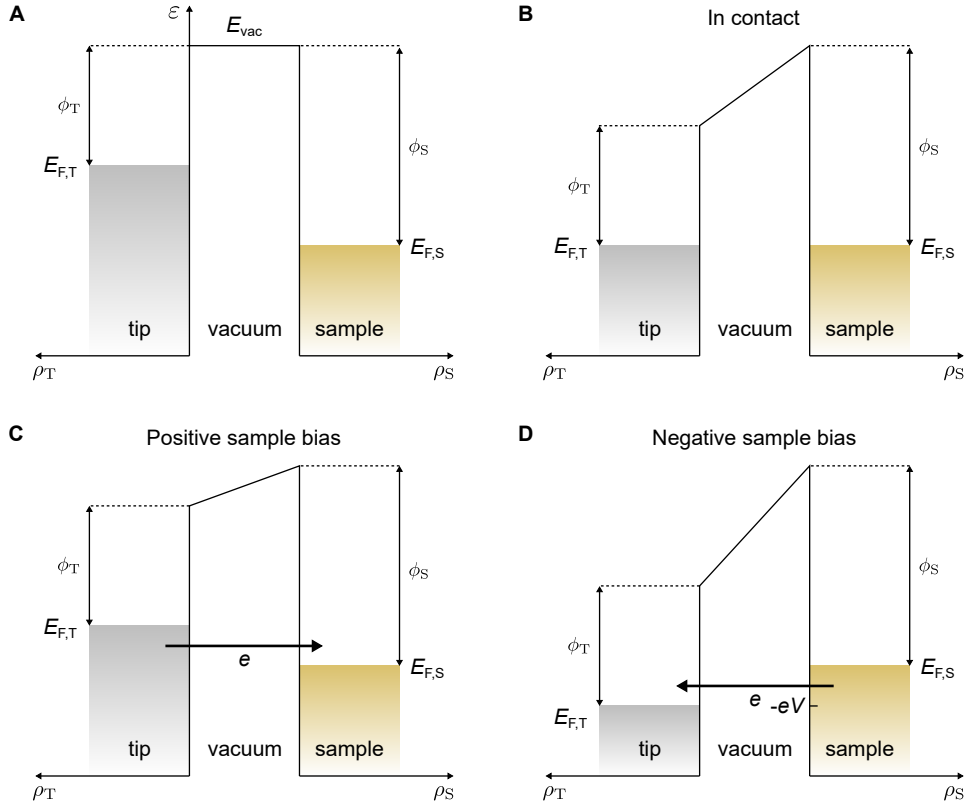 A
ε
E_vac
ϕ_T
E_F,T
ϕ_S
E_F,S
tip
vacuum
sample
ρ_T
ρ_S
B
In contact
ϕ_T
E_F,T
ϕ_S
E_F,S
tip
vacuum
sample
ρ_T
ρ_S
C
Positive sample bias
ϕ_T
E_F,T
ϕ_S
e
E_F,S
tip
vacuum
sample
ρ_T
ρ_S
D
Negative sample bias
ϕ_T
E_F,T
ϕ_S
E_F,S
e
-eV
tip
vacuum
sample
ρ_T
ρ_S